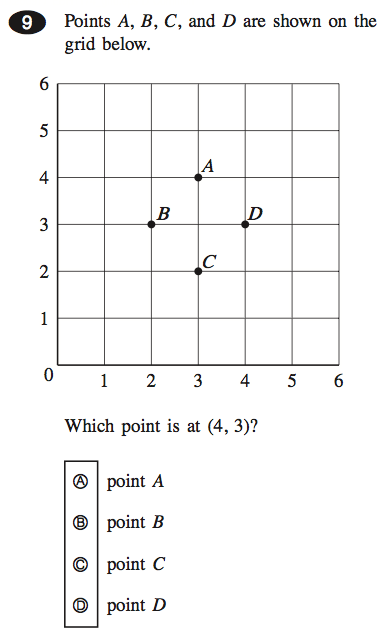 9 Points A, B, C, and D are shown on the
grid below.
6
5
A
4
B
D
3
C
2
1
0
1 2 3 4 5 6
Which point is at (4, 3)?
A point A
B point B
C point C
D point D